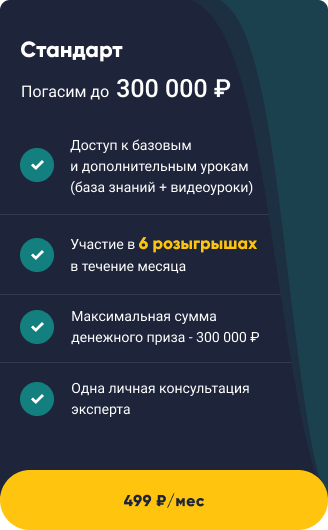 Стандарт
Погасим до 300 000 ₽
Доступ к базовым
и дополнительным урокам
(база знаний + видеоуроки)
Участие в 6 розыгрышах
в течение месяца
Максимальная сумма
денежного приза - 300 000 ₽
Одна личная консультация
эксперта
499 ₽/мес